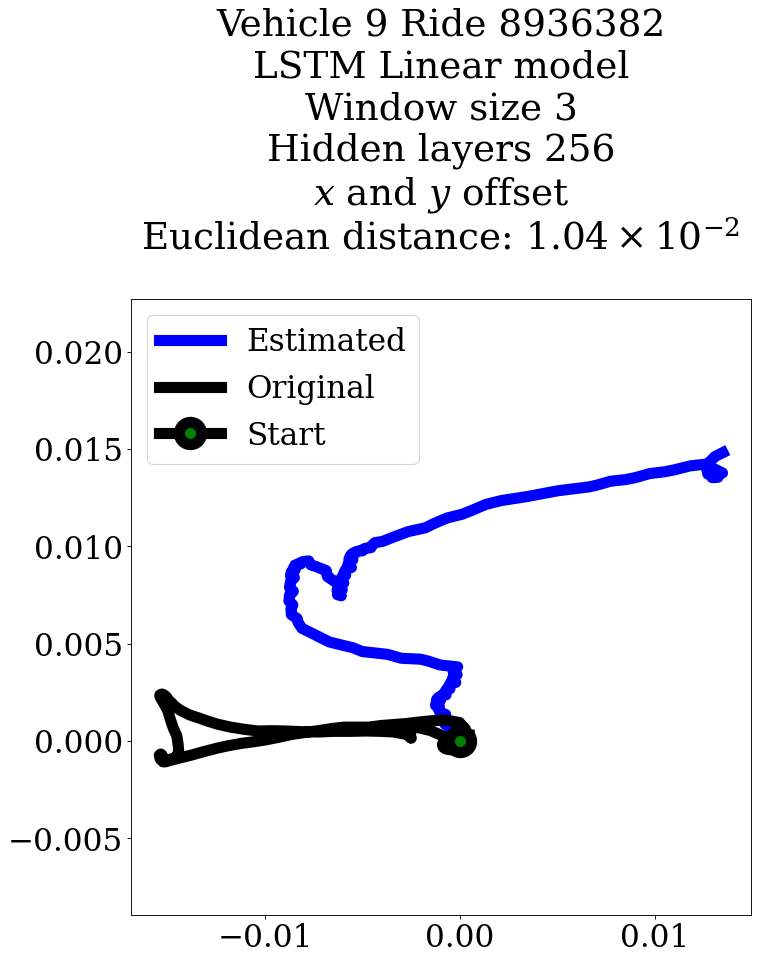 Vehicle 9 Ride 8936382
LSTM Linear model
Window size 3
Hidden layers 256
x and y offset
Euclidean distance: 1.04 × 10⁻²
Estimated
Original
Start
0.020
0.015
0.010
0.005
0.000
−0.005
−0.01
0.00
0.01